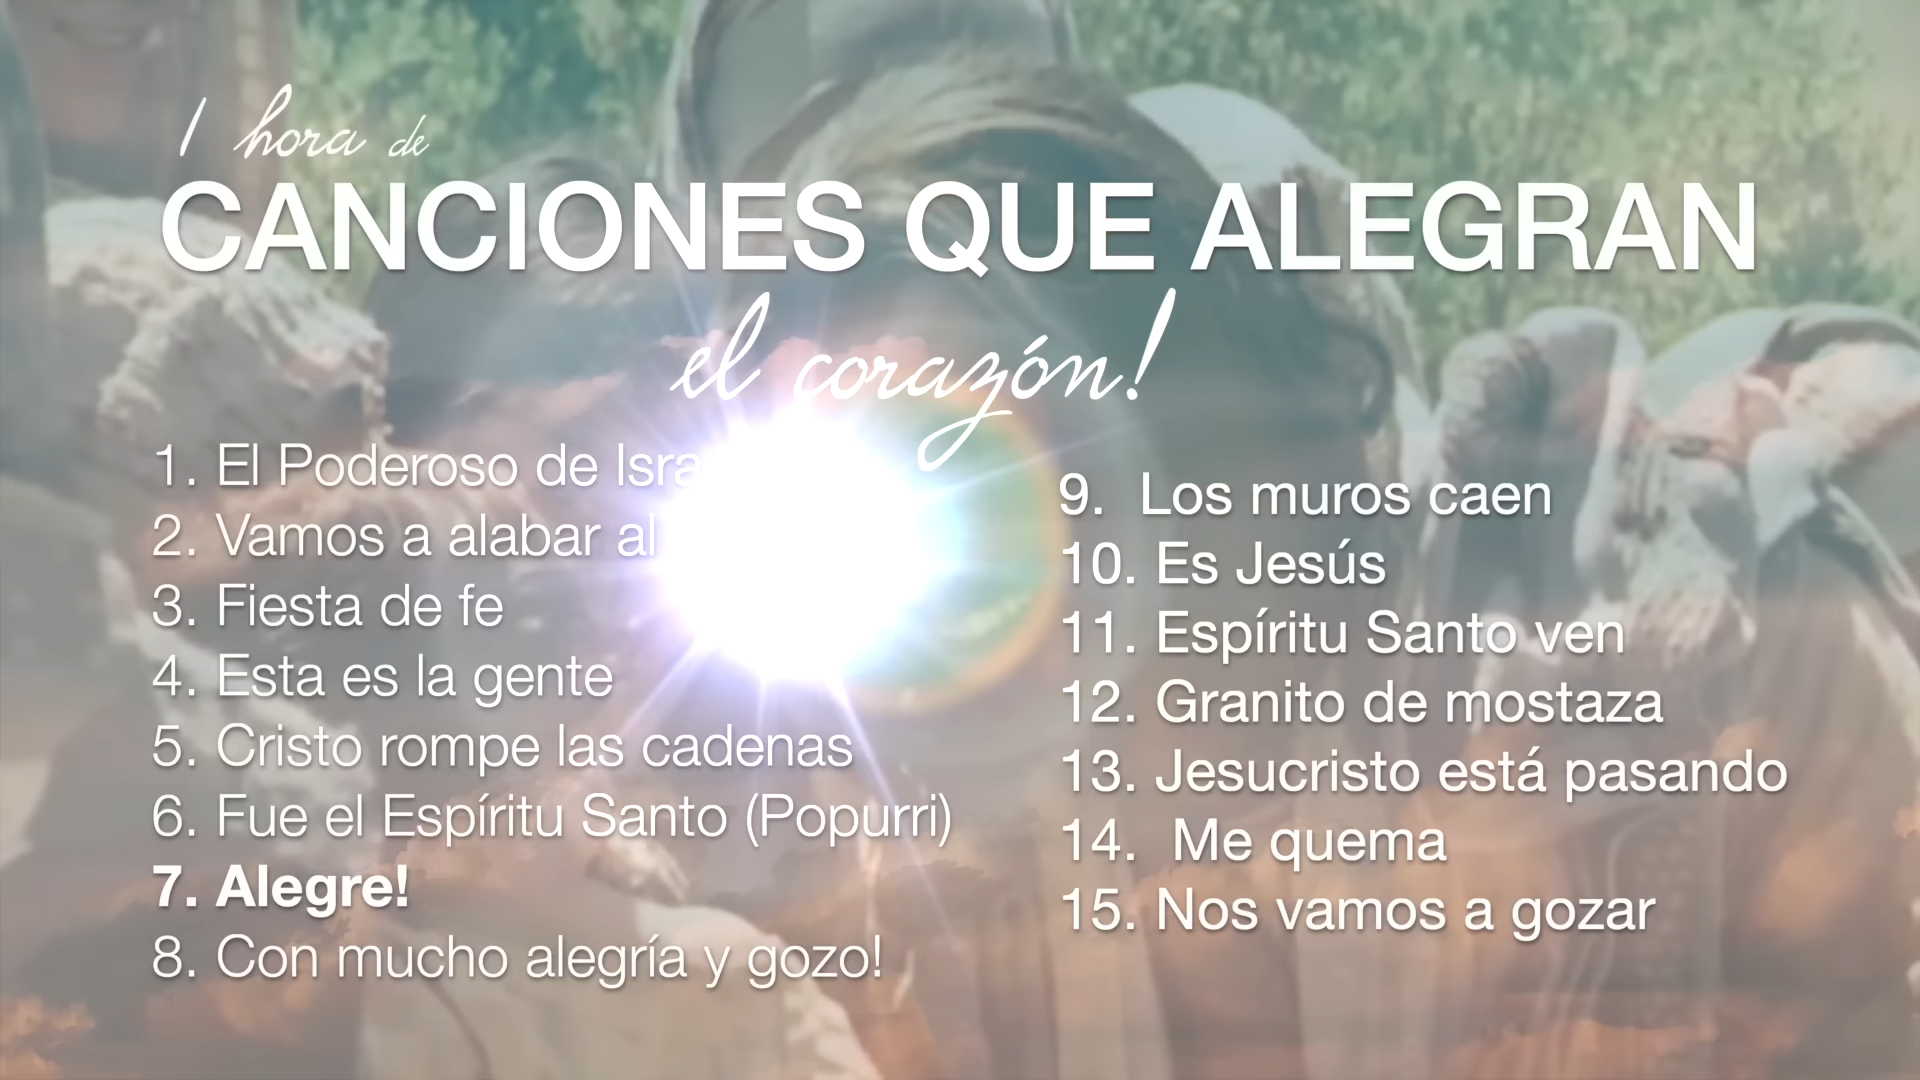 1 hora de
CANCIONES QUE ALEGRAN
el corazón!
1. El Poderoso de
2. Vamos a alabar al
3. Fiesta de fe
4. Esta es la gente
5. Cristo rompe las cadenas
6. Fue el Espíritu Santo (Popurri)
7. Alegre!
8. Con mucho alegría y gozo!
9. Los muros caen
10. Es Jesús
11. Espíritu Santo ven
12. Granito de mostaza
13. Jesucristo está pasando
14. Me quema
15. Nos vamos a gozar